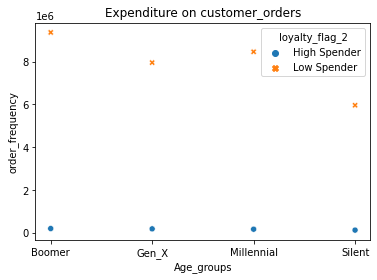 Expenditure on customer_orders
1e6
loyalty_flag_2
High Spender
Low Spender
8
6
4
2
0
order_frequency
Boomer Gen_X Millennial Silent
Age_groups